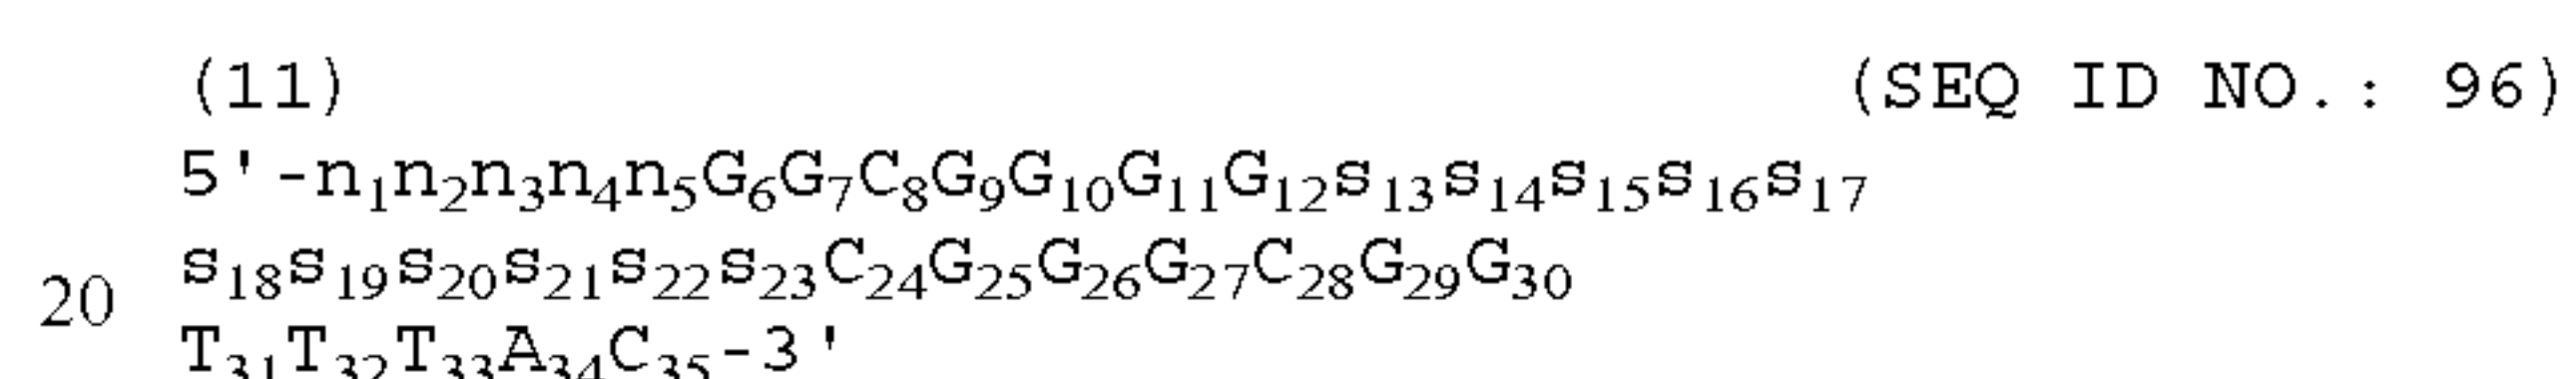 (11) (SEQ ID NO.: 96)
5'-n₁n₂n₃n₄n₅G₆G₇C₈G₉G₁₀G₁₁G₁₂s₁₃s₁₄s₁₅s₁₆s₁₇
20 s₁₈s₁₉s₂₀s₂₁s₂₂s₂₃C₂₄G₂₅G₂₆G₂₇C₂₈G₂₉G₃₀
T₃₁T₃₂T₃₃A₃₄C₃₅-3'